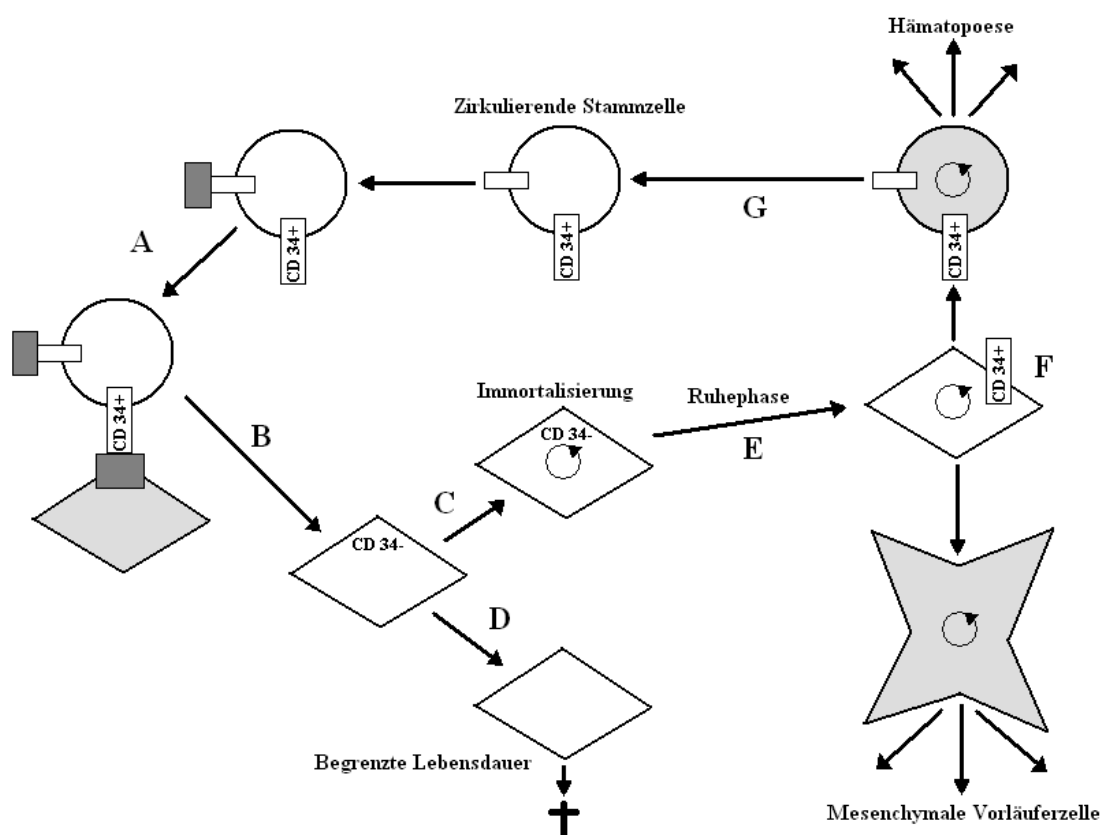 Hämatopoese
Zirkulierende Stammzelle
G
CD 34+
CD 34+
CD 34+
A
CD 34+
F
CD 34+
Immortalisierung
Ruhephase
B
CD 34-
E
C
CD 34-
D
Begrenzte Lebensdauer
Mesenchymale Vorläuferzelle